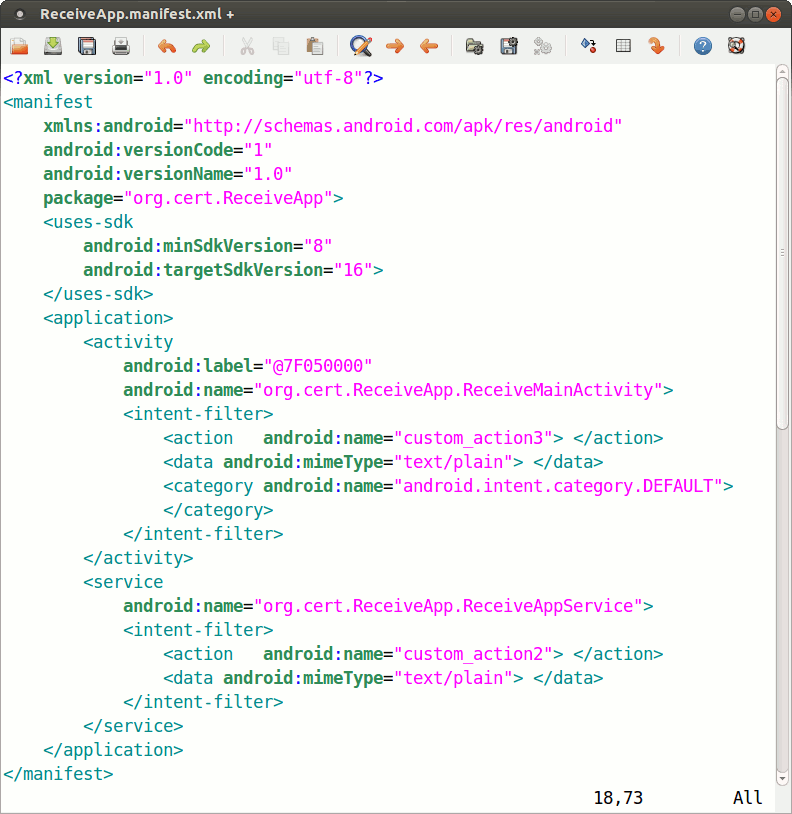 ReceiveApp.manifest.xml +
<?xml version="1.0" encoding="utf-8"?>
<manifest
    xmlns:android="http://schemas.android.com/apk/res/android"
    android:versionCode="1"
    android:versionName="1.0"
    package="org.cert.ReceiveApp">
    <uses-sdk
        android:minSdkVersion="8"
        android:targetSdkVersion="16">
    </uses-sdk>
    <application>
        <activity
            android:label="@7F050000"
            android:name="org.cert.ReceiveApp.ReceiveMainActivity">
            <intent-filter>
                <action   android:name="custom_action3"> </action>
                <data android:mimeType="text/plain"> </data>
                <category android:name="android.intent.category.DEFAULT">
                </category>
            </intent-filter>
        </activity>
        <service
            android:name="org.cert.ReceiveApp.ReceiveAppService">
            <intent-filter>
                <action   android:name="custom_action2"> </action>
                <data android:mimeType="text/plain"> </data>
            </intent-filter>
        </service>
    </application>
</manifest>
18,73 All